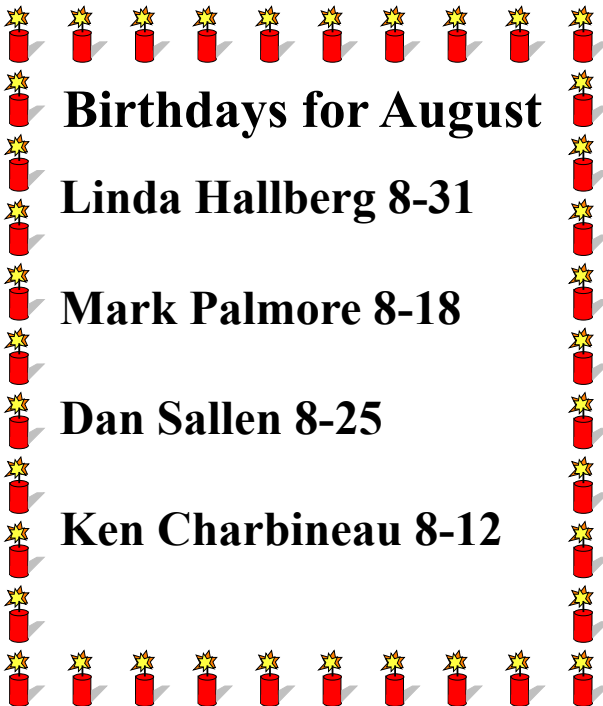 Birthdays for August
Linda Hallberg 8-31
Mark Palmore 8-18
Dan Sallen 8-25
Ken Charbineau 8-12